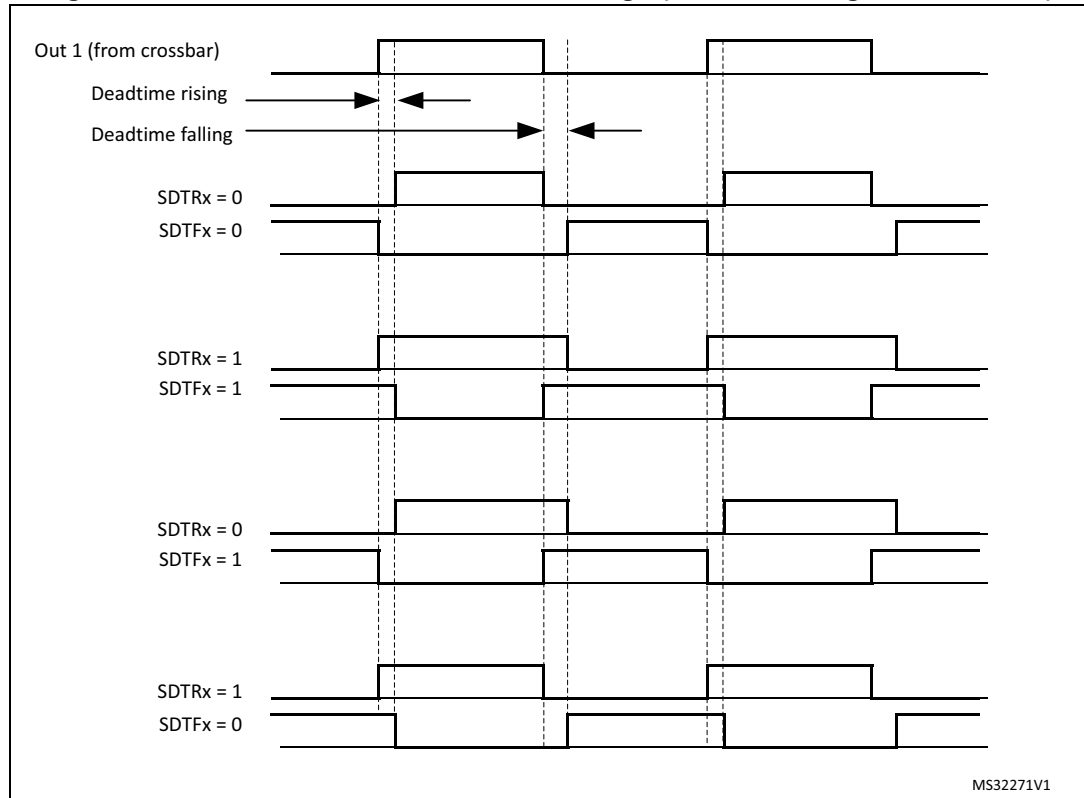 Out 1 (from crossbar)
Deadtime rising
Deadtime falling
SDTRx = 0
SDTFx = 0
SDTRx = 1
SDTFx = 1
SDTRx = 0
SDTFx = 1
SDTRx = 1
SDTFx = 0
MS32271V1